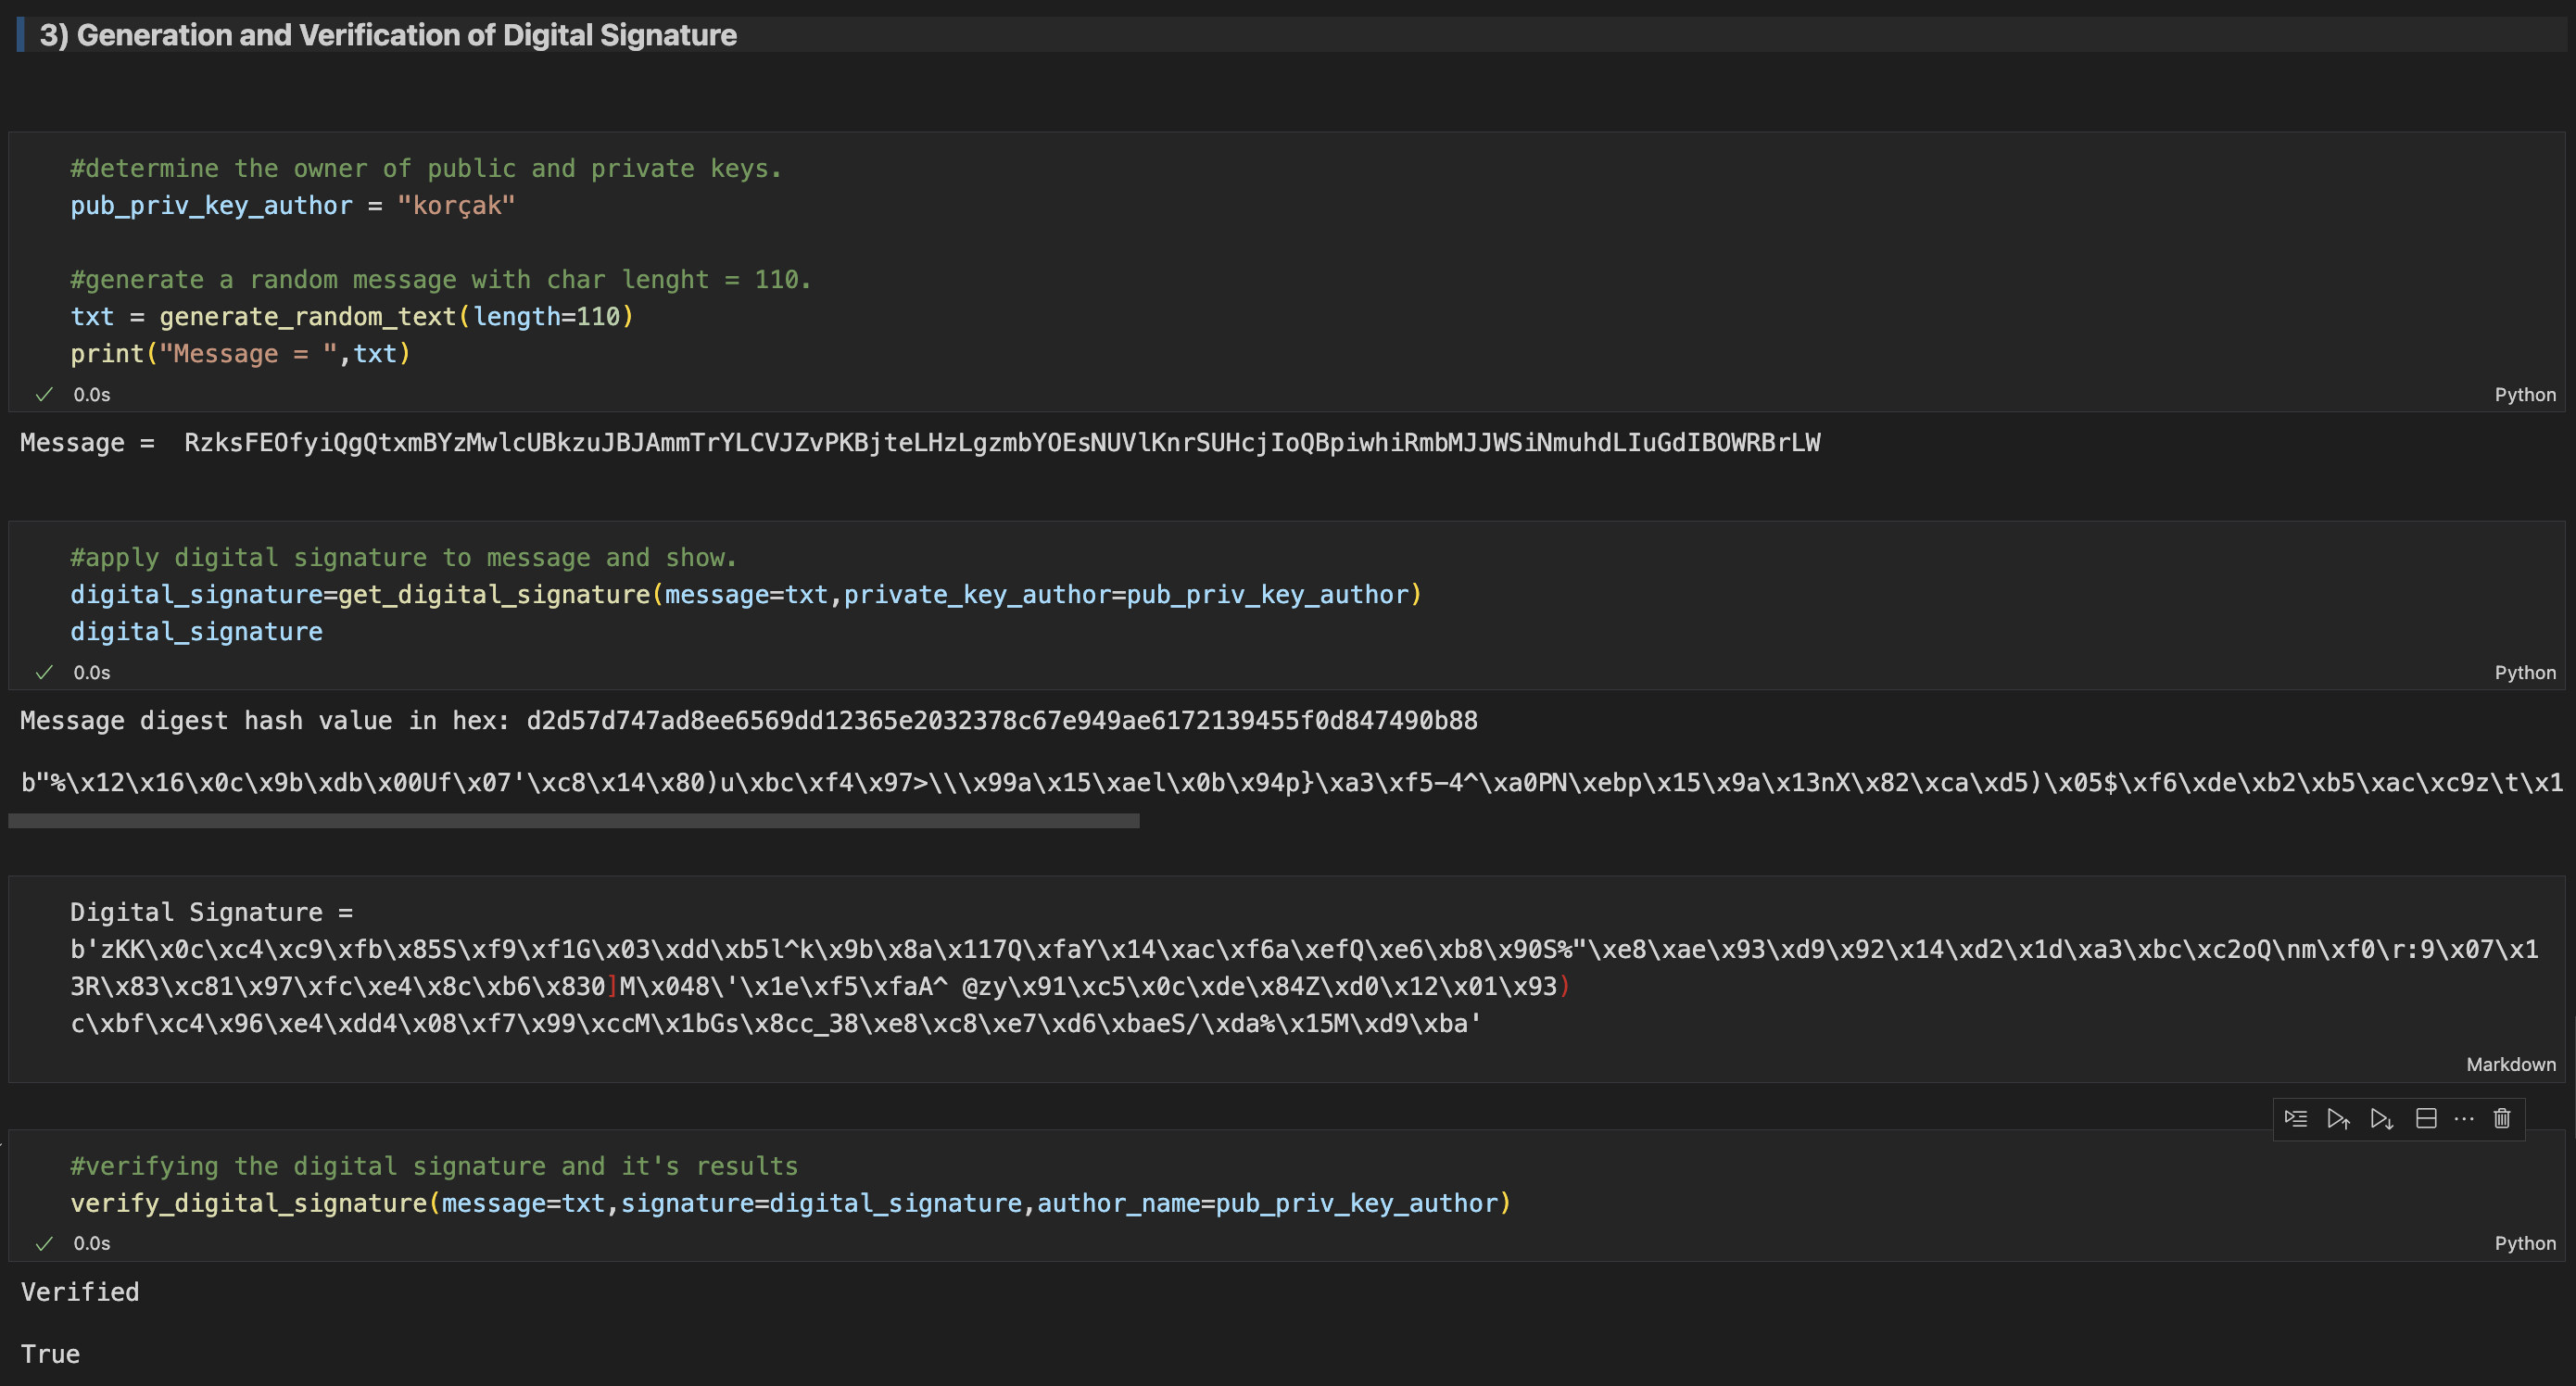 3) Generation and Verification of Digital Signature
#determine the owner of public and private keys.
pub_priv_key_author = "korçak"
#generate a random message with char lenght = 110.
txt = generate_random_text(length=110)
print("Message = ",txt)
0.0s
Python
Message =  RzksFEOfyiQgQtxmBYzMwlcUBkzuJBJAmmTrYLCVJZvPKBjteLHzLgzmbYOEsNUVlKnrSUHcjIoQBpiwhiRmbMJJWSiNmuhdLIuGdIBOWRBrLW
#apply digital signature to message and show.
digital_signature=get_digital_signature(message=txt,private_key_author=pub_priv_key_author)
digital_signature
0.0s
Python
Message digest hash value in hex: d2d57d747ad8ee6569dd12365e2032378c67e949ae6172139455f0d847490b88
b"%\x12\x16\x0c\x9b\xdb\x00Uf\x07'\xc8\x14\x80)u\xbc\xf4\x97>\\\x99a\x15\xael\x0b\x94p}\xa3\xf5-4^\xa0PN\xebp\x15\x9a\x13nX\x82\xca\xd5)\x05$\xf6\xde\xb2\xb5\xac\xc9z\t\x1
Digital Signature =
b'zKK\x0c\xc4\xc9\xfb\x85S\xf9\xf1G\x03\xdd\xb5l^k\x9b\x8a\x117Q\xfaY\x14\xac\xf6a\xefQ\xe6\xb8\x90S%"\xe8\xae\x93\xd9\x92\x14\xd2\x1d\xa3\xbc\xc2oQ\nm\xf0\r:9\x07\x1
3R\x83\xc81\x97\xfc\xe4\x8c\xb6\x830]M\x048\'\x1e\xf5\xfaA^ @zy\x91\xc5\x0c\xde\x84Z\xd0\x12\x01\x93)
c\xbf\xc4\x96\xe4\xdd4\x08\xf7\x99\xccM\x1bGs\x8cc_38\xe8\xc8\xe7\xd6\xbaeS/\xda%\x15M\xd9\xba'
Markdown
#verifying the digital signature and it's results
verify_digital_signature(message=txt,signature=digital_signature,author_name=pub_priv_key_author)
0.0s
Python
Verified
True